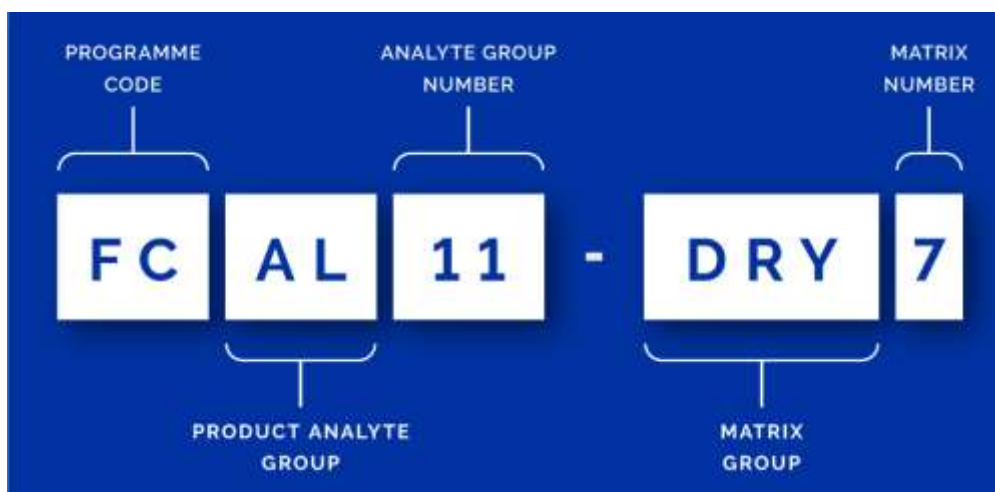 PROGRAMME
CODE
ANALYTE GROUP
NUMBER
MATRIX
NUMBER
FC AL 11 - DRY 7
PRODUCT ANALYTE
GROUP
MATRIX
GROUP